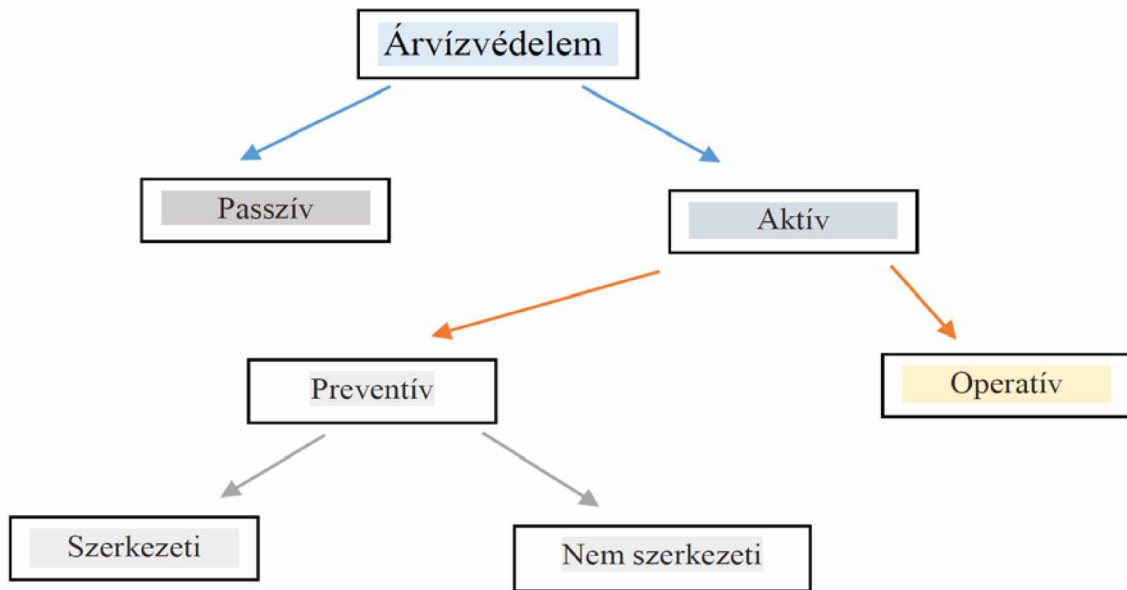 Árvízvédelem
Passzív
Aktív
Preventív
Operatív
Szerkezeti
Nem szerkezeti